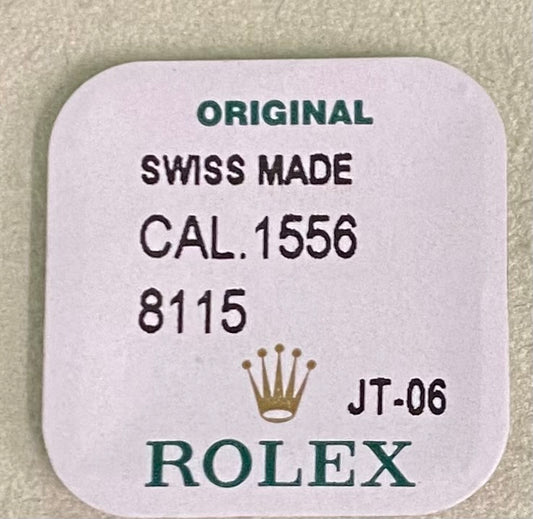 ORIGINAL
SWISS MADE
CAL.1556
8115
JT-06
ROLEX